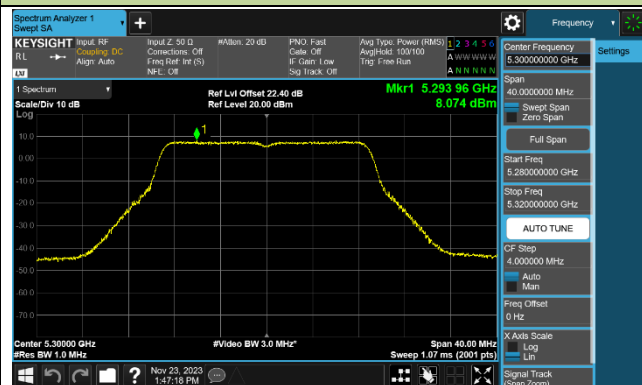 Spectrum Analyzer 1
Swept SA
Frequency
KEYSIGHT
Input: RF
Coupling: DC
Align: Auto
Input Z: 50 Ω
Corrections: Off
Freq Ref: Int (S)
NFE: Off
#Atten: 20 dB
PNO: Fast
Gate: Off
IF Gain: Low
Sig Track: Off
Avg Type: Power (RMS)
Avg|Hold: 100/100
Trig: Free Run
1 2 3 4 5 6
A W W W W W
A N N N N N
RL
LXI
1 Spectrum
Scale/Div 10 dB
Ref Lvl Offset 22.40 dB
Ref Level 20.00 dBm
Mkr1 5.293 96 GHz
8.074 dBm
Log
1
10.0
0.00
-10.0
-20.0
-30.0
-40.0
-50.0
-60.0
-70.0
Center 5.30000 GHz
#Res BW 1.0 MHz
#Video BW 3.0 MHz*
Span 40.00 MHz
Sweep 1.07 ms (2001 pts)
Nov 23, 2023
1:47:18 PM
Center Frequency
5.300000000 GHz
Settings
Span
40.0000000 MHz
Swept Span
Zero Span
Full Span
Start Freq
5.280000000 GHz
Stop Freq
5.320000000 GHz
AUTO TUNE
CF Step
4.000000 MHz
Auto
Man
Freq Offset
0 Hz
X Axis Scale
Log
Lin
Signal Track
(Span Zoom)